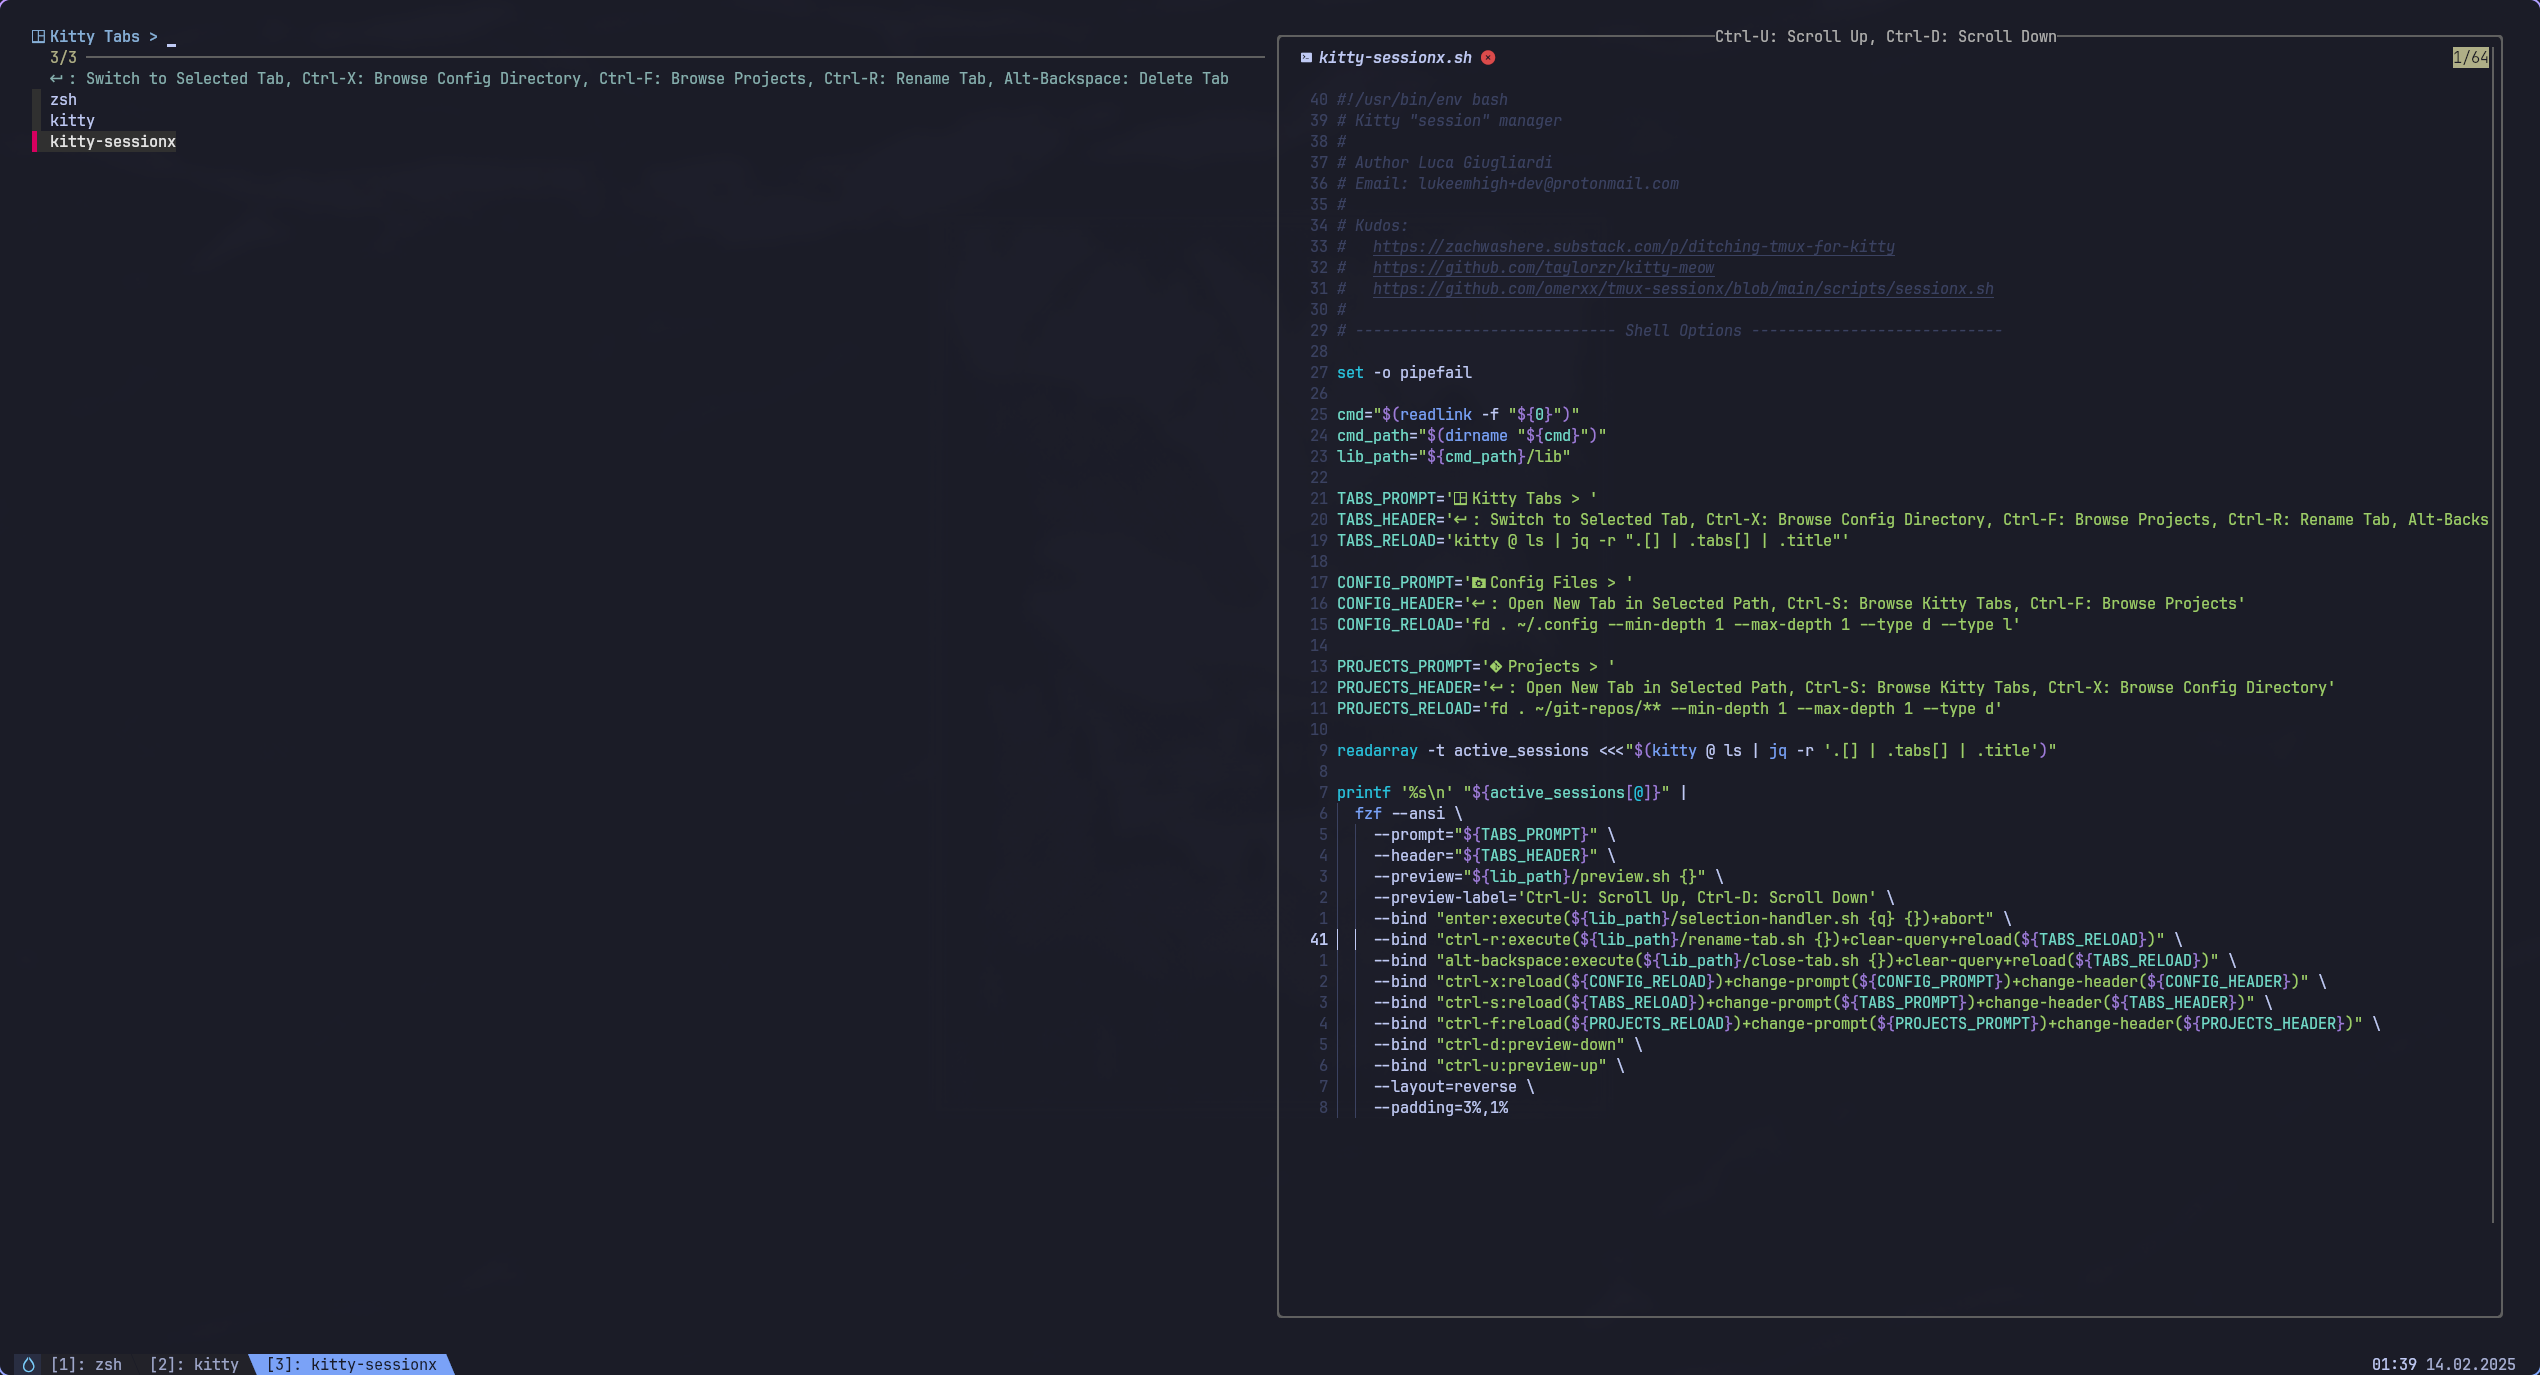 Kitty Tabs >
3/3
↩ : Switch to Selected Tab, Ctrl-X: Browse Config Directory, Ctrl-F: Browse Projects, Ctrl-R: Rename Tab, Alt-Backspace: Delete Tab
zsh
kitty
kitty-sessionx
Ctrl-U: Scroll Up, Ctrl-D: Scroll Down
kitty-sessionx.sh
1/64
40 #!/usr/bin/env bash
39 # Kitty "session" manager
38 #
37 # Author Luca Giugliardi
36 # Email: lukeemhigh+dev@protonmail.com
35 #
34 # Kudos:
33 #   https://zachwashere.substack.com/p/ditching-tmux-for-kitty
32 #   https://github.com/taylorzr/kitty-meow
31 #   https://github.com/omerxx/tmux-sessionx/blob/main/scripts/sessionx.sh
30 #
29 # ----------------------------- Shell Options ----------------------------
28
27 set -o pipefail
26
25 cmd="$(readlink -f "${0}")"
24 cmd_path="$(dirname "${cmd}")"
23 lib_path="${cmd_path}/lib"
22
21 TABS_PROMPT=' Kitty Tabs > '
20 TABS_HEADER='↩ : Switch to Selected Tab, Ctrl-X: Browse Config Directory, Ctrl-F: Browse Projects, Ctrl-R: Rename Tab, Alt-Backs
19 TABS_RELOAD='kitty @ ls | jq -r ".[] | .tabs[] | .title"'
18
17 CONFIG_PROMPT=' Config Files > '
16 CONFIG_HEADER='↩ : Open New Tab in Selected Path, Ctrl-S: Browse Kitty Tabs, Ctrl-F: Browse Projects'
15 CONFIG_RELOAD='fd . ~/.config --min-depth 1 --max-depth 1 --type d --type l'
14
13 PROJECTS_PROMPT=' Projects > '
12 PROJECTS_HEADER='↩ : Open New Tab in Selected Path, Ctrl-S: Browse Kitty Tabs, Ctrl-X: Browse Config Directory'
11 PROJECTS_RELOAD='fd . ~/git-repos/** --min-depth 1 --max-depth 1 --type d'
10
9 readarray -t active_sessions <<<"$(kitty @ ls | jq -r '.[] | .tabs[] | .title')"
8
7 printf '%s\n' "${active_sessions[@]}" |
6   fzf --ansi \
5     --prompt="${TABS_PROMPT}" \
4     --header="${TABS_HEADER}" \
3     --preview="${lib_path}/preview.sh {}" \
2     --preview-label='Ctrl-U: Scroll Up, Ctrl-D: Scroll Down' \
1     --bind "enter:execute(${lib_path}/selection-handler.sh {q} {})+abort" \
41     --bind "ctrl-r:execute(${lib_path}/rename-tab.sh {})+clear-query+reload(${TABS_RELOAD})" \
1     --bind "alt-backspace:execute(${lib_path}/close-tab.sh {})+clear-query+reload(${TABS_RELOAD})" \
2     --bind "ctrl-x:reload(${CONFIG_RELOAD})+change-prompt(${CONFIG_PROMPT})+change-header(${CONFIG_HEADER})" \
3     --bind "ctrl-s:reload(${TABS_RELOAD})+change-prompt(${TABS_PROMPT})+change-header(${TABS_HEADER})" \
4     --bind "ctrl-f:reload(${PROJECTS_RELOAD})+change-prompt(${PROJECTS_PROMPT})+change-header(${PROJECTS_HEADER})" \
5     --bind "ctrl-d:preview-down" \
6     --bind "ctrl-u:preview-up" \
7     --layout=reverse \
8     --padding=3%,1%
[1]: zsh [2]: kitty [3]: kitty-sessionx
01:39 14.02.2025